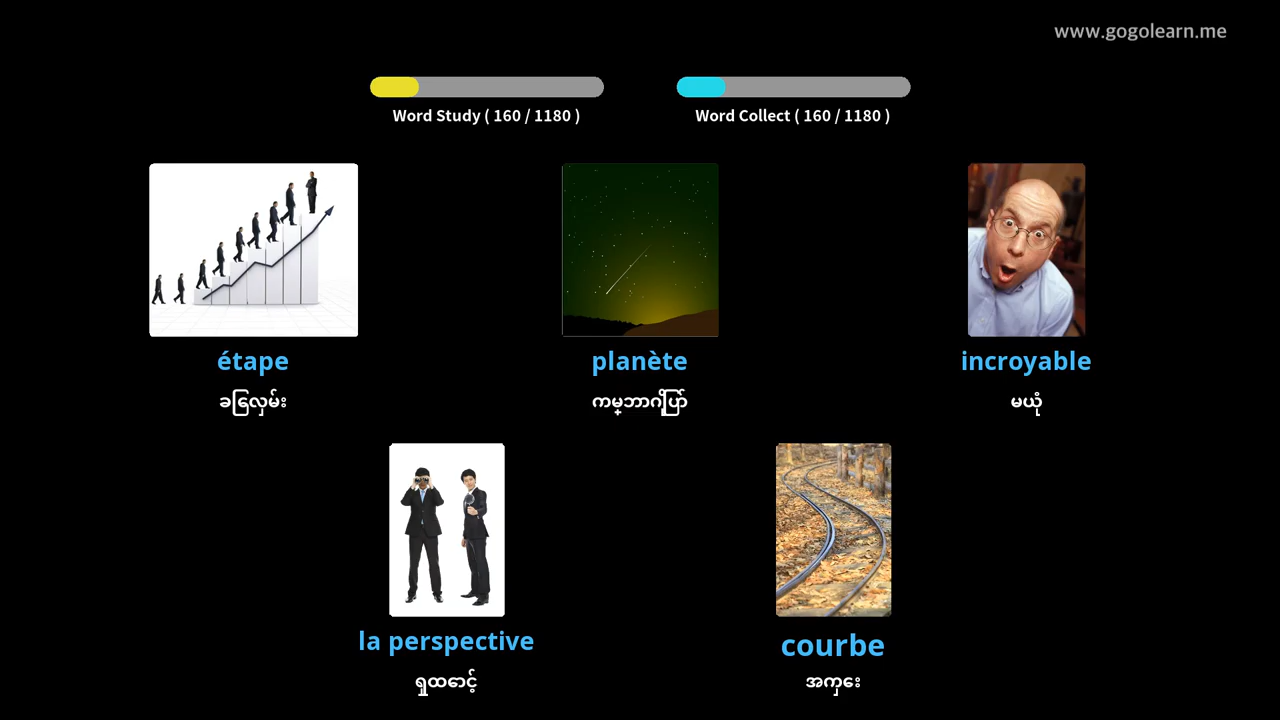 www.gogolearn.me
Word Study ( 160 / 1180 )
Word Collect ( 160 / 1180 )
étape
ခြေလှမ်း
planète
ကမ္ဘာဂြိုဟ်
incroyable
မယုံ
la perspective
ရှုထောင့်
courbe
အကှေး